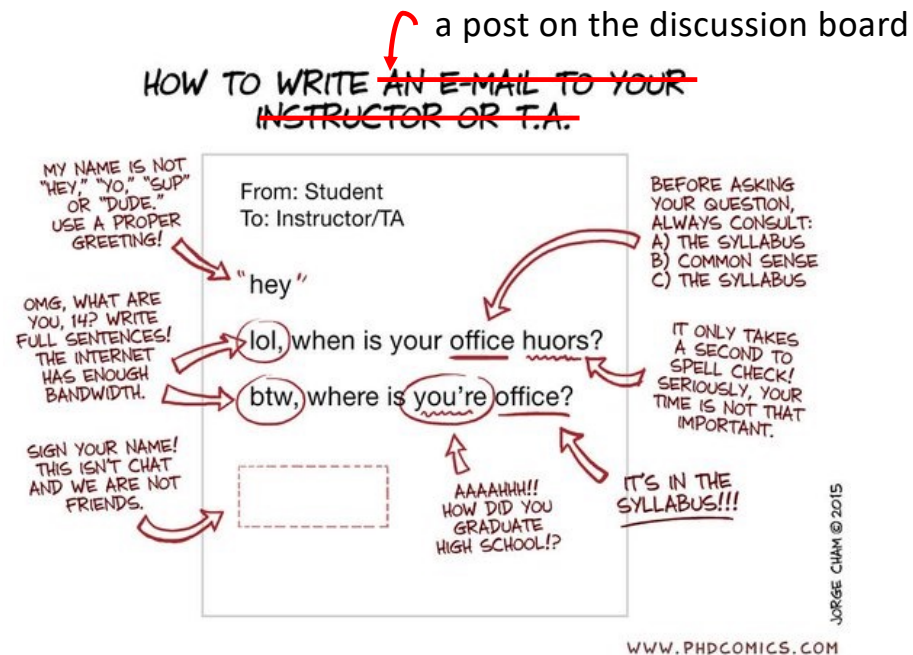 a post on the discussion board
HOW TO WRITE AN E-MAIL TO YOUR
INSTRUCTOR OR T.A.
MY NAME IS NOT
"HEY," "YO," "SUP"
OR "DUDE."
USE A PROPER
GREETING!
OMG, WHAT ARE
YOU, 14? WRITE
FULL SENTENCES!
THE INTERNET
HAS ENOUGH
BANDWIDTH.
SIGN YOUR NAME!
THIS ISN'T CHAT
AND WE ARE NOT
FRIENDS.
From: Student
To: Instructor/TA
"hey"
lol, when is your office huors?
btw, where is you're office?
AAAAHHH!!
HOW DID YOU
GRADUATE
HIGH SCHOOL!?
BEFORE ASKING
YOUR QUESTION,
ALWAYS CONSULT:
A) THE SYLLABUS
B) COMMON SENSE
C) THE SYLLABUS
IT ONLY TAKES
A SECOND TO
SPELL CHECK!
SERIOUSLY, YOUR
TIME IS NOT THAT
IMPORTANT.
IT'S IN THE
SYLLABUS!!!
JORGE CHAM © 2015
WWW.PHDCOMICS.COM